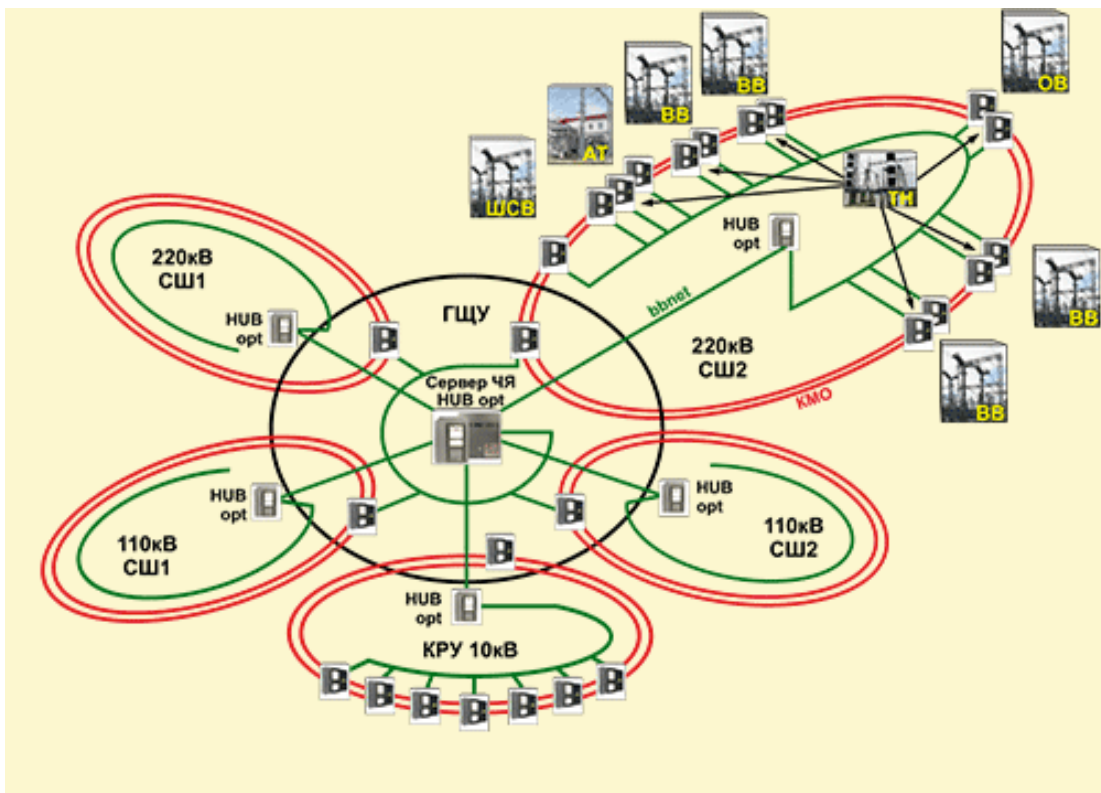 ВВ
ОВ
ВВ
АТ
ШСВ
ТН
HUB
opt
220кВ
СШ1
bbnet
ВВ
ГЩУ
HUB
opt
220кВ
СШ2
Сервер ЧЯ
HUB opt
КМО
ВВ
HUB
opt
HUB
opt
110кВ
СШ1
110кВ
СШ2
HUB
opt
КРУ 10кВ